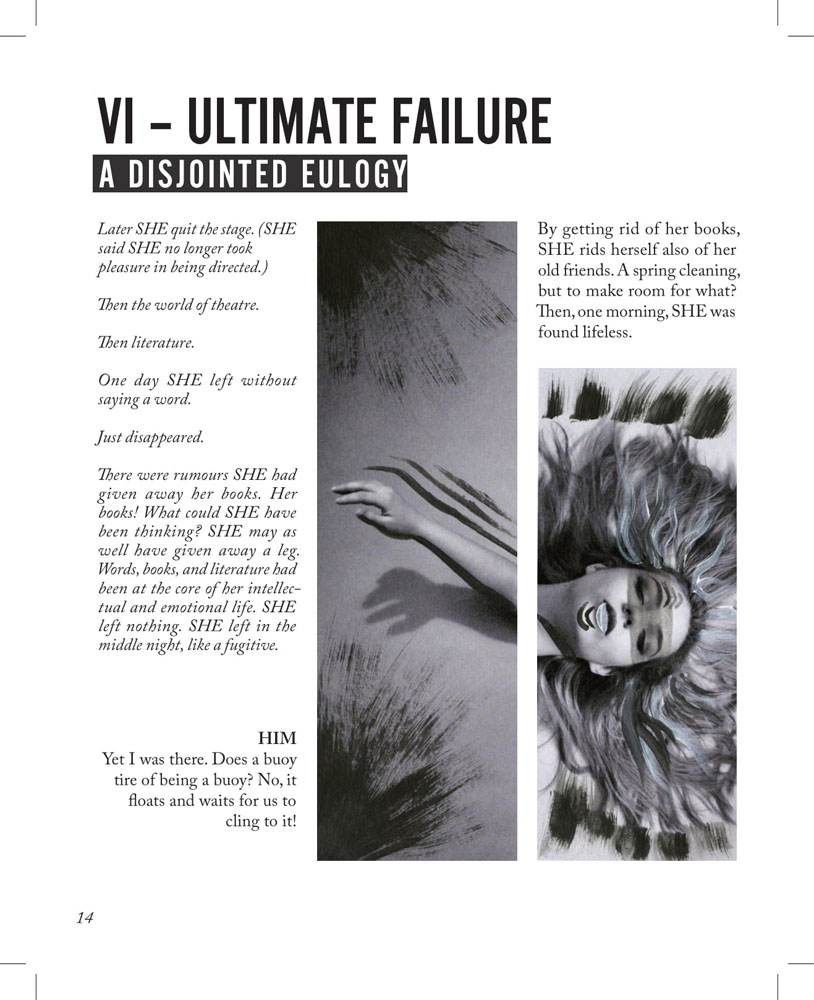 VI – ULTIMATE FAILURE
A DISJOINTED EULOGY
Later SHE quit the stage. (SHE
said SHE no longer took
pleasure in being directed.)
Then the world of theatre.
Then literature.
One day SHE left without
saying a word.
Just disappeared.
There were rumours SHE had
given away her books. Her
books! What could SHE have
been thinking? SHE may as
well have given away a leg.
Words, books, and literature had
been at the core of her intellec-
tual and emotional life. SHE
left nothing. SHE left in the
middle night, like a fugitive.
HIM
Yet I was there. Does a buoy
tire of being a buoy? No, it
floats and waits for us to
cling to it!
By getting rid of her books,
SHE rids herself also of her
old friends. A spring cleaning,
but to make room for what?
Then, one morning, SHE was
found lifeless.
14